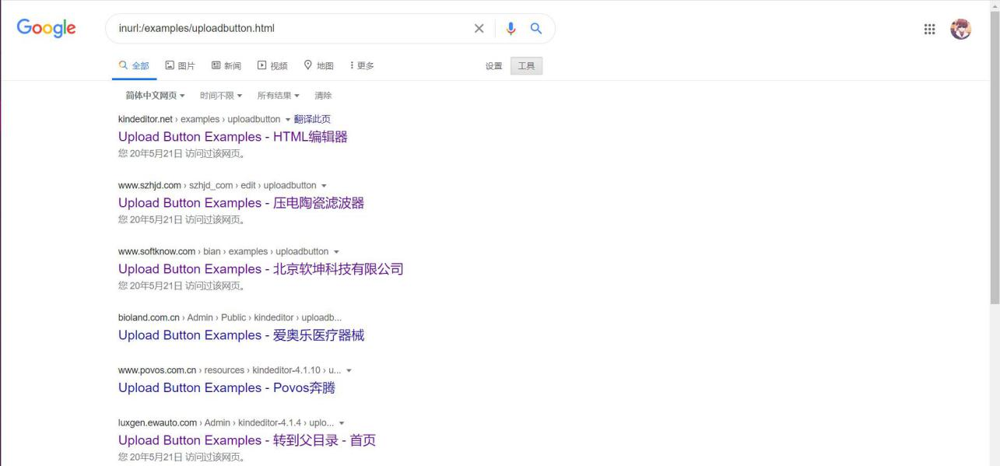 Google
inurl:/examples/uploadbutton.html
全部 图片 新闻 视频 地图 更多 设置 工具
简体中文网页 时间不限 所有结果 清除
kindeditor.net › examples › uploadbutton 翻译此页
Upload Button Examples - HTML编辑器
您 20年5月21日 访问过该网页。
www.szhjd.com › szhjd_com › edit › uploadbutton
Upload Button Examples - 压电陶瓷滤波器
您 20年5月21日 访问过该网页。
www.softknow.com › bian › examples › uploadbutton
Upload Button Examples - 北京软坤科技有限公司
您 20年5月21日 访问过该网页。
bioland.com.cn › Admin › Public › kindeditor › uploadb...
Upload Button Examples - 爱奥乐医疗器械
www.povos.com.cn › resources › kindeditor-4.1.10 › u...
Upload Button Examples - Povos奔腾
luxgen.ewauto.com › Admin › kindeditor-4.1.4 › uplo...
Upload Button Examples - 转到父目录 - 首页
您 20年5月21日 访问过该网页。